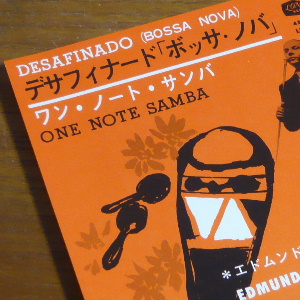 DESAFINADO (BOSSA NOVA)
デサフィナード「ボッサ・ノバ」
ワン・ノート・サンバ
ONE NOTE SAMBA
*エドムンド
EDMUND